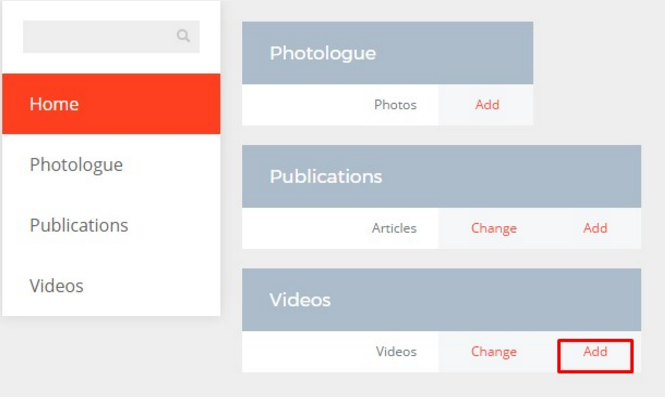 Home
Photologue
Publications
Videos
Photologue
Photos Add
Publications
Articles Change Add
Videos
Videos Change Add